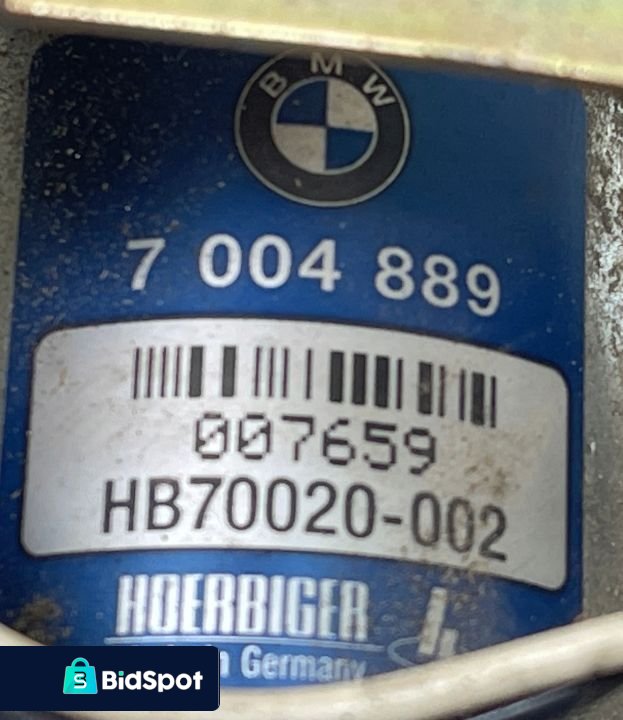 BMW
7 004 889
007659
HB70020-002
HOERBIGER
Germany
BidSpot